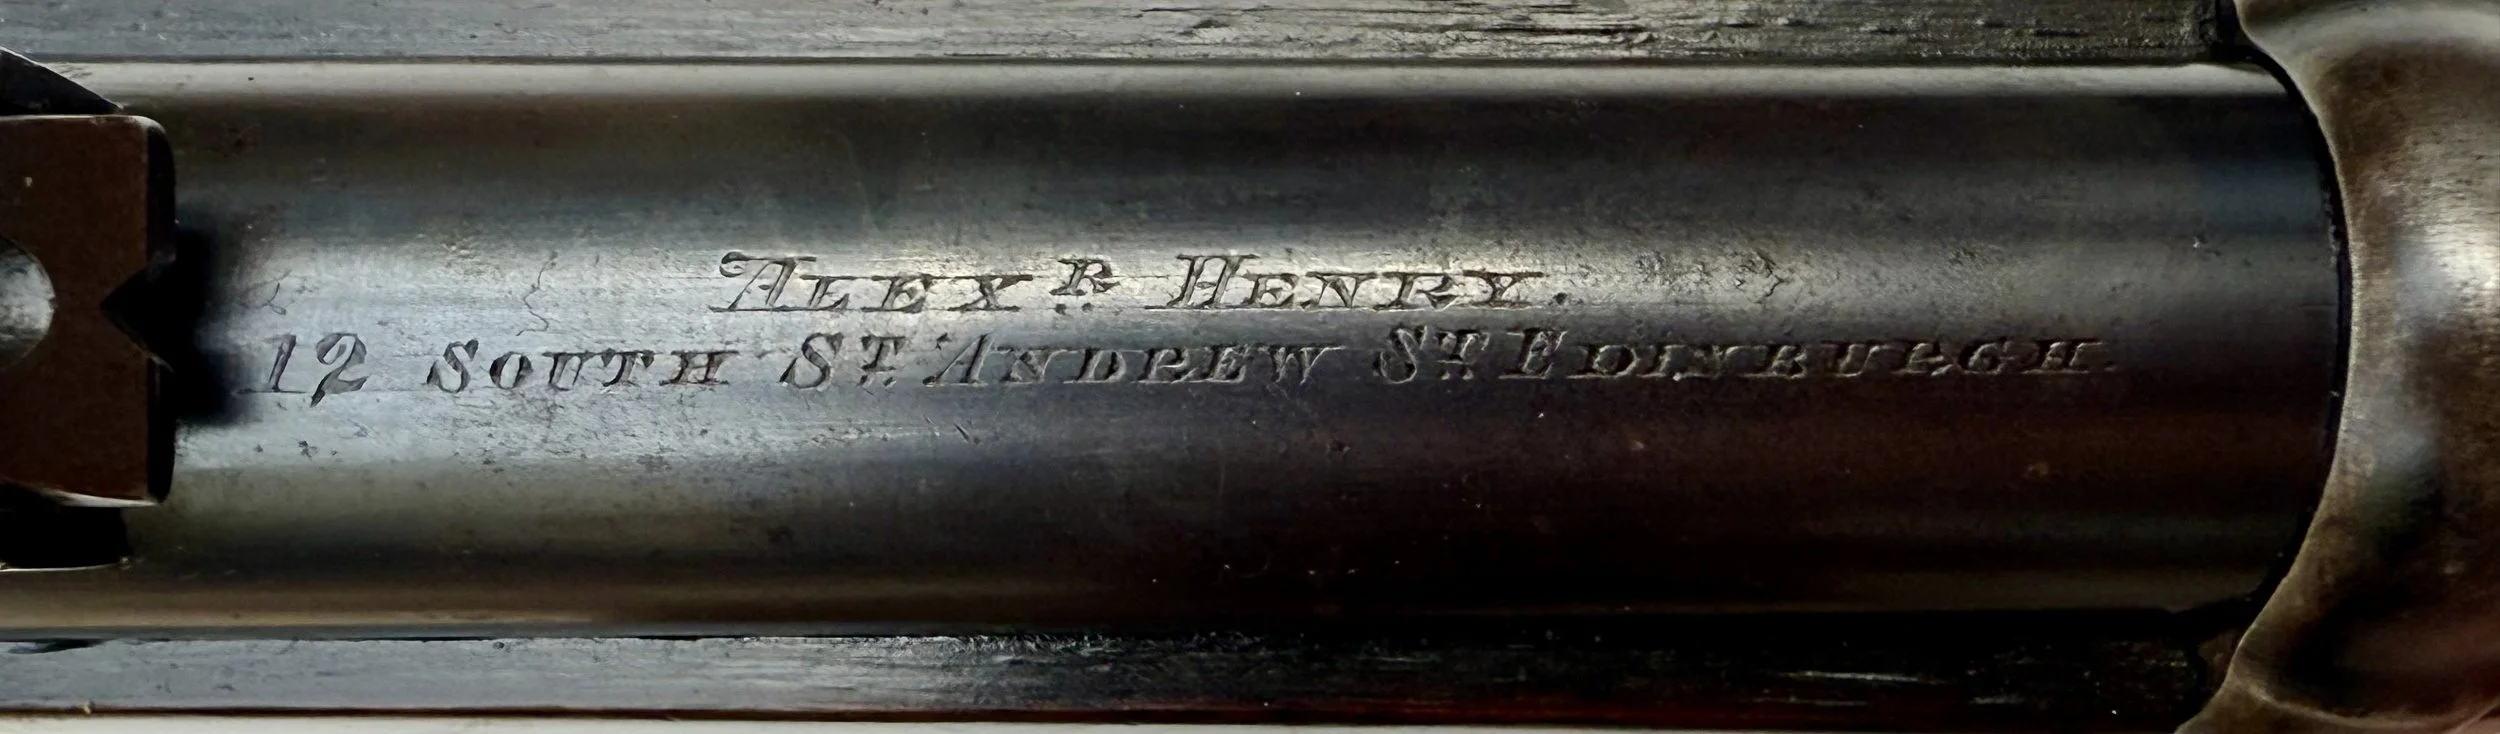 ALEXR. HENRY.
12 SOUTH ST. ANDREW ST. EDINBURGH.